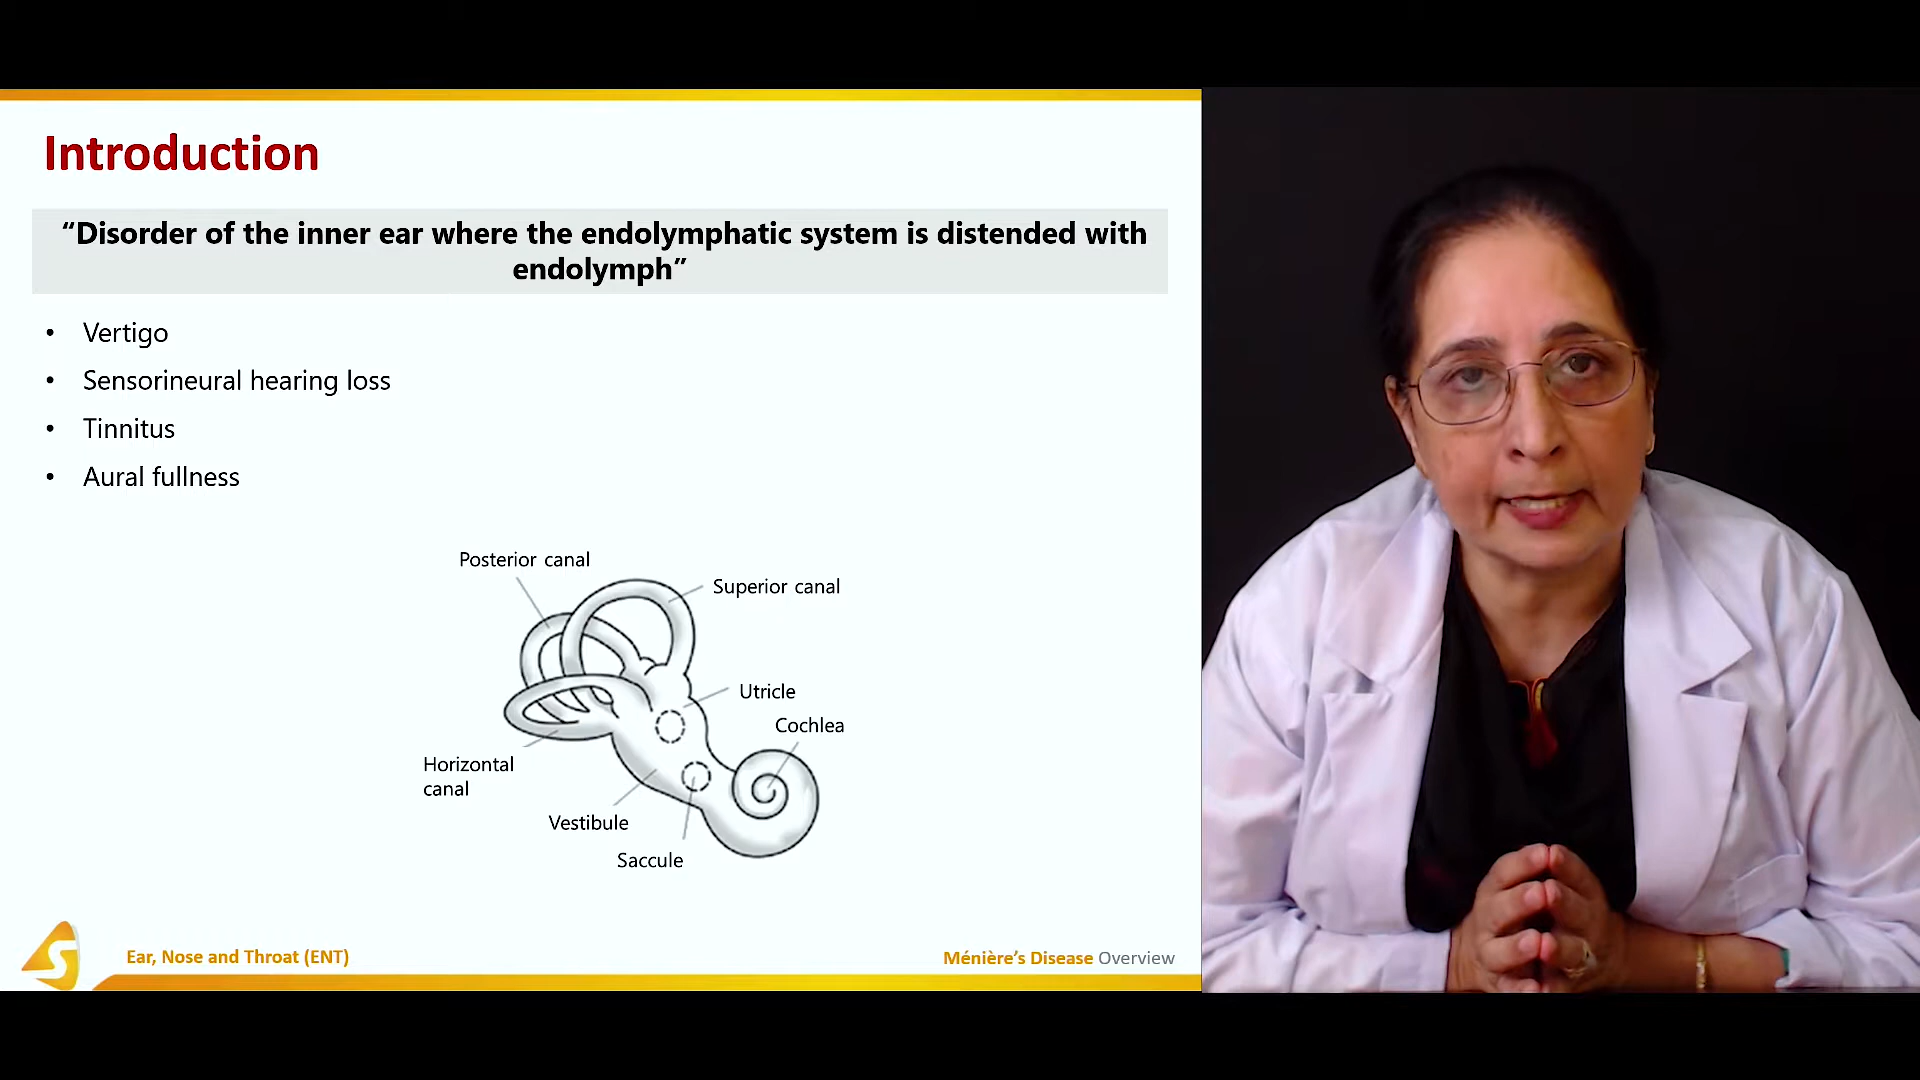 Introduction
“Disorder of the inner ear where the endolymphatic system is distended with
endolymph”
• Vertigo
• Sensorineural hearing loss
• Tinnitus
• Aural fullness
Posterior canal
Superior canal
Utricle
Cochlea
Horizontal
canal
Vestibule
Saccule
S
Ear, Nose and Throat (ENT)
Ménière’s Disease Overview